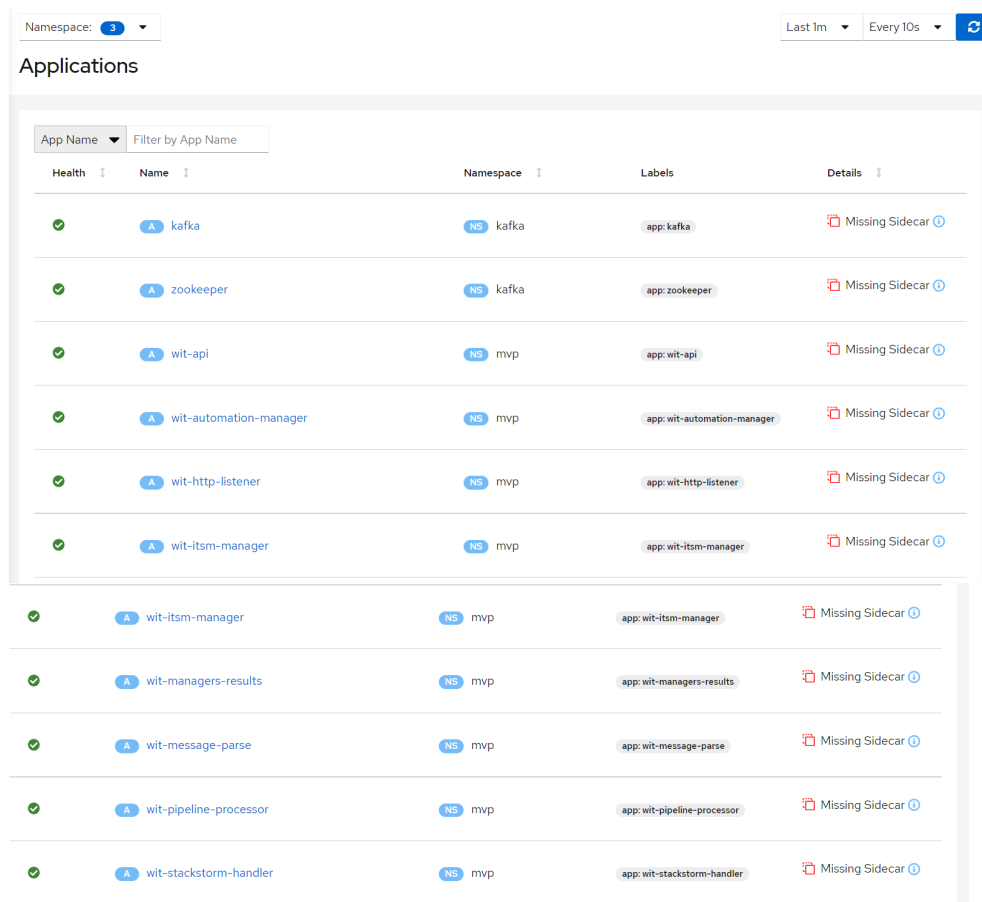 Namespace: 3 Last 1m Every 10s
Applications
App Name Filter by App Name
Health Name Namespace Labels Details
A kafka NS kafka app: kafka Missing Sidecar
A zookeeper NS kafka app: zookeeper Missing Sidecar
A wit-api NS mvp app: wit-api Missing Sidecar
A wit-automation-manager NS mvp app: wit-automation-manager Missing Sidecar
A wit-http-listener NS mvp app: wit-http-listener Missing Sidecar
A wit-itsm-manager NS mvp app: wit-itsm-manager Missing Sidecar
A wit-itsm-manager NS mvp app: wit-itsm-manager Missing Sidecar
A wit-managers-results NS mvp app: wit-managers-results Missing Sidecar
A wit-message-parse NS mvp app: wit-message-parse Missing Sidecar
A wit-pipeline-processor NS mvp app: wit-pipeline-processor Missing Sidecar
A wit-stackstorm-handler NS mvp app: wit-stackstorm-handler Missing Sidecar